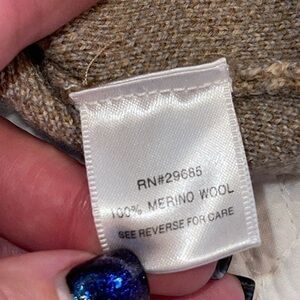 RN#29685
100% MERINO WOOL
SEE REVERSE FOR CARE